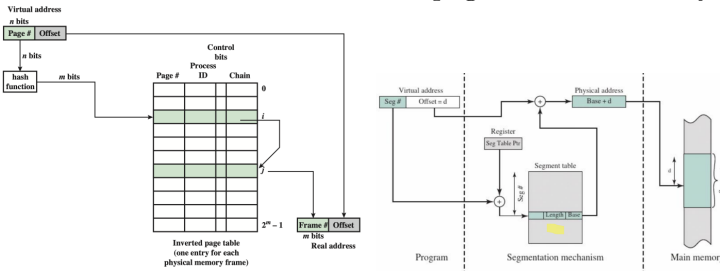 Virtual address
n bits
Page # Offset
n bits
hash
function
m bits
Control
bits
Process
Page # ID Chain
0
i
j
2^m − 1
Inverted page table
(one entry for each
physical memory frame)
Frame # Offset
m bits
Real address
Virtual address
Seg # Offset = d
+
Physical address
Base + d
Register
Seg Table Ptr
Segment table
Seg #
+
Length Base
d
Program
Segmentation mechanism
Main memor